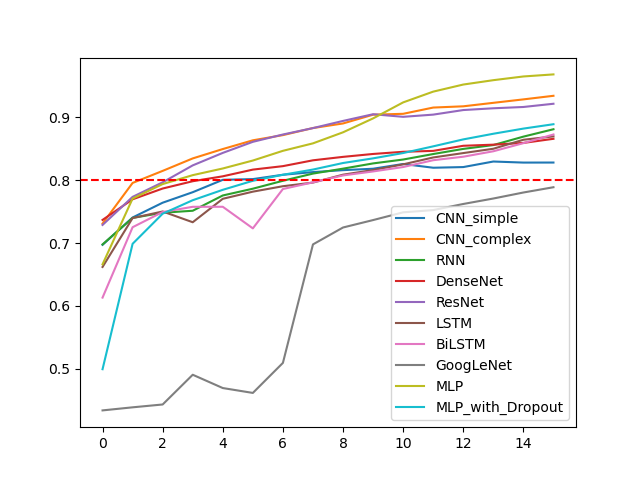 0.9
0.8
0.7
0.6
0.5
0 2 4 6 8 10 12 14
CNN_simple
CNN_complex
RNN
DenseNet
ResNet
LSTM
BiLSTM
GoogLeNet
MLP
MLP_with_Dropout